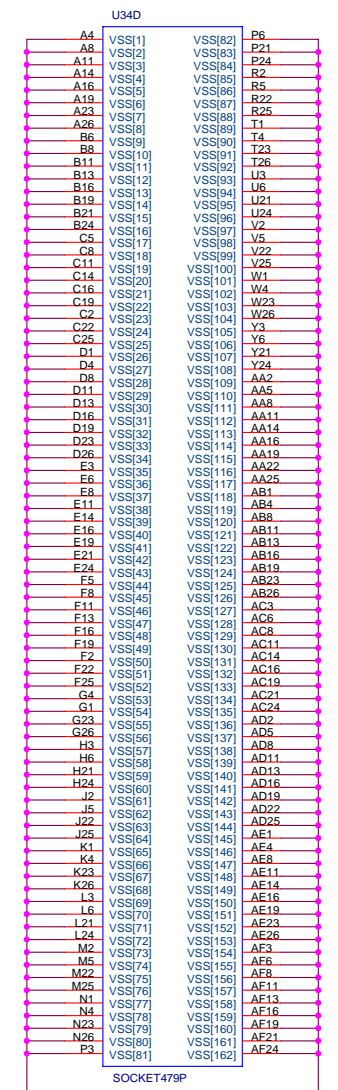 U34D
A4 VSS[1] VSS[82] P6
A8 VSS[2] VSS[83] P21
A11 VSS[3] VSS[84] P24
A14 VSS[4] VSS[85] R2
A16 VSS[5] VSS[86] R5
A19 VSS[6] VSS[87] R22
A23 VSS[7] VSS[88] R25
A26 VSS[8] VSS[89] T1
B6 VSS[9] VSS[90] T4
B8 VSS[10] VSS[91] T23
B11 VSS[11] VSS[92] T26
B13 VSS[12] VSS[93] U3
B16 VSS[13] VSS[94] U6
B19 VSS[14] VSS[95] U21
B21 VSS[15] VSS[96] U24
B24 VSS[16] VSS[97] V2
C5 VSS[17] VSS[98] V5
C8 VSS[18] VSS[99] V22
C11 VSS[19] VSS[100] V25
C14 VSS[20] VSS[101] W1
C16 VSS[21] VSS[102] W4
C19 VSS[22] VSS[103] W23
C2 VSS[23] VSS[104] W26
C22 VSS[24] VSS[105] Y3
C25 VSS[25] VSS[106] Y6
D1 VSS[26] VSS[107] Y21
D4 VSS[27] VSS[108] Y24
D8 VSS[28] VSS[109] AA2
D11 VSS[29] VSS[110] AA5
D13 VSS[30] VSS[111] AA8
D16 VSS[31] VSS[112] AA11
D19 VSS[32] VSS[113] AA14
D23 VSS[33] VSS[114] AA16
D26 VSS[34] VSS[115] AA19
E3 VSS[35] VSS[116] AA22
E6 VSS[36] VSS[117] AA25
E8 VSS[37] VSS[118] AB1
E11 VSS[38] VSS[119] AB4
E14 VSS[39] VSS[120] AB8
E16 VSS[40] VSS[121] AB11
E19 VSS[41] VSS[122] AB13
E21 VSS[42] VSS[123] AB16
E24 VSS[43] VSS[124] AB19
F5 VSS[44] VSS[125] AB23
F8 VSS[45] VSS[126] AB26
F11 VSS[46] VSS[127] AC3
F13 VSS[47] VSS[128] AC6
F16 VSS[48] VSS[129] AC8
F19 VSS[49] VSS[130] AC11
F2 VSS[50] VSS[131] AC14
F22 VSS[51] VSS[132] AC16
F25 VSS[52] VSS[133] AC19
G4 VSS[53] VSS[134] AC21
G1 VSS[54] VSS[135] AC24
G23 VSS[55] VSS[136] AD2
G26 VSS[56] VSS[137] AD5
H3 VSS[57] VSS[138] AD8
H6 VSS[58] VSS[139] AD11
H21 VSS[59] VSS[140] AD13
H24 VSS[60] VSS[141] AD16
J2 VSS[61] VSS[142] AD19
J5 VSS[62] VSS[143] AD22
J22 VSS[63] VSS[144] AD25
J25 VSS[64] VSS[145] AE1
K1 VSS[65] VSS[146] AE4
K4 VSS[66] VSS[147] AE8
K23 VSS[67] VSS[148] AE11
K26 VSS[68] VSS[149] AE14
L3 VSS[69] VSS[150] AE16
L6 VSS[70] VSS[151] AE19
L21 VSS[71] VSS[152] AE23
L24 VSS[72] VSS[153] AE26
M2 VSS[73] VSS[154] AF3
M5 VSS[74] VSS[155] AF6
M22 VSS[75] VSS[156] AF8
M25 VSS[76] VSS[157] AF11
N1 VSS[77] VSS[158] AF13
N4 VSS[78] VSS[159] AF16
N23 VSS[79] VSS[160] AF19
N26 VSS[80] VSS[161] AF21
P3 VSS[81] VSS[162] AF24
SOCKET479P